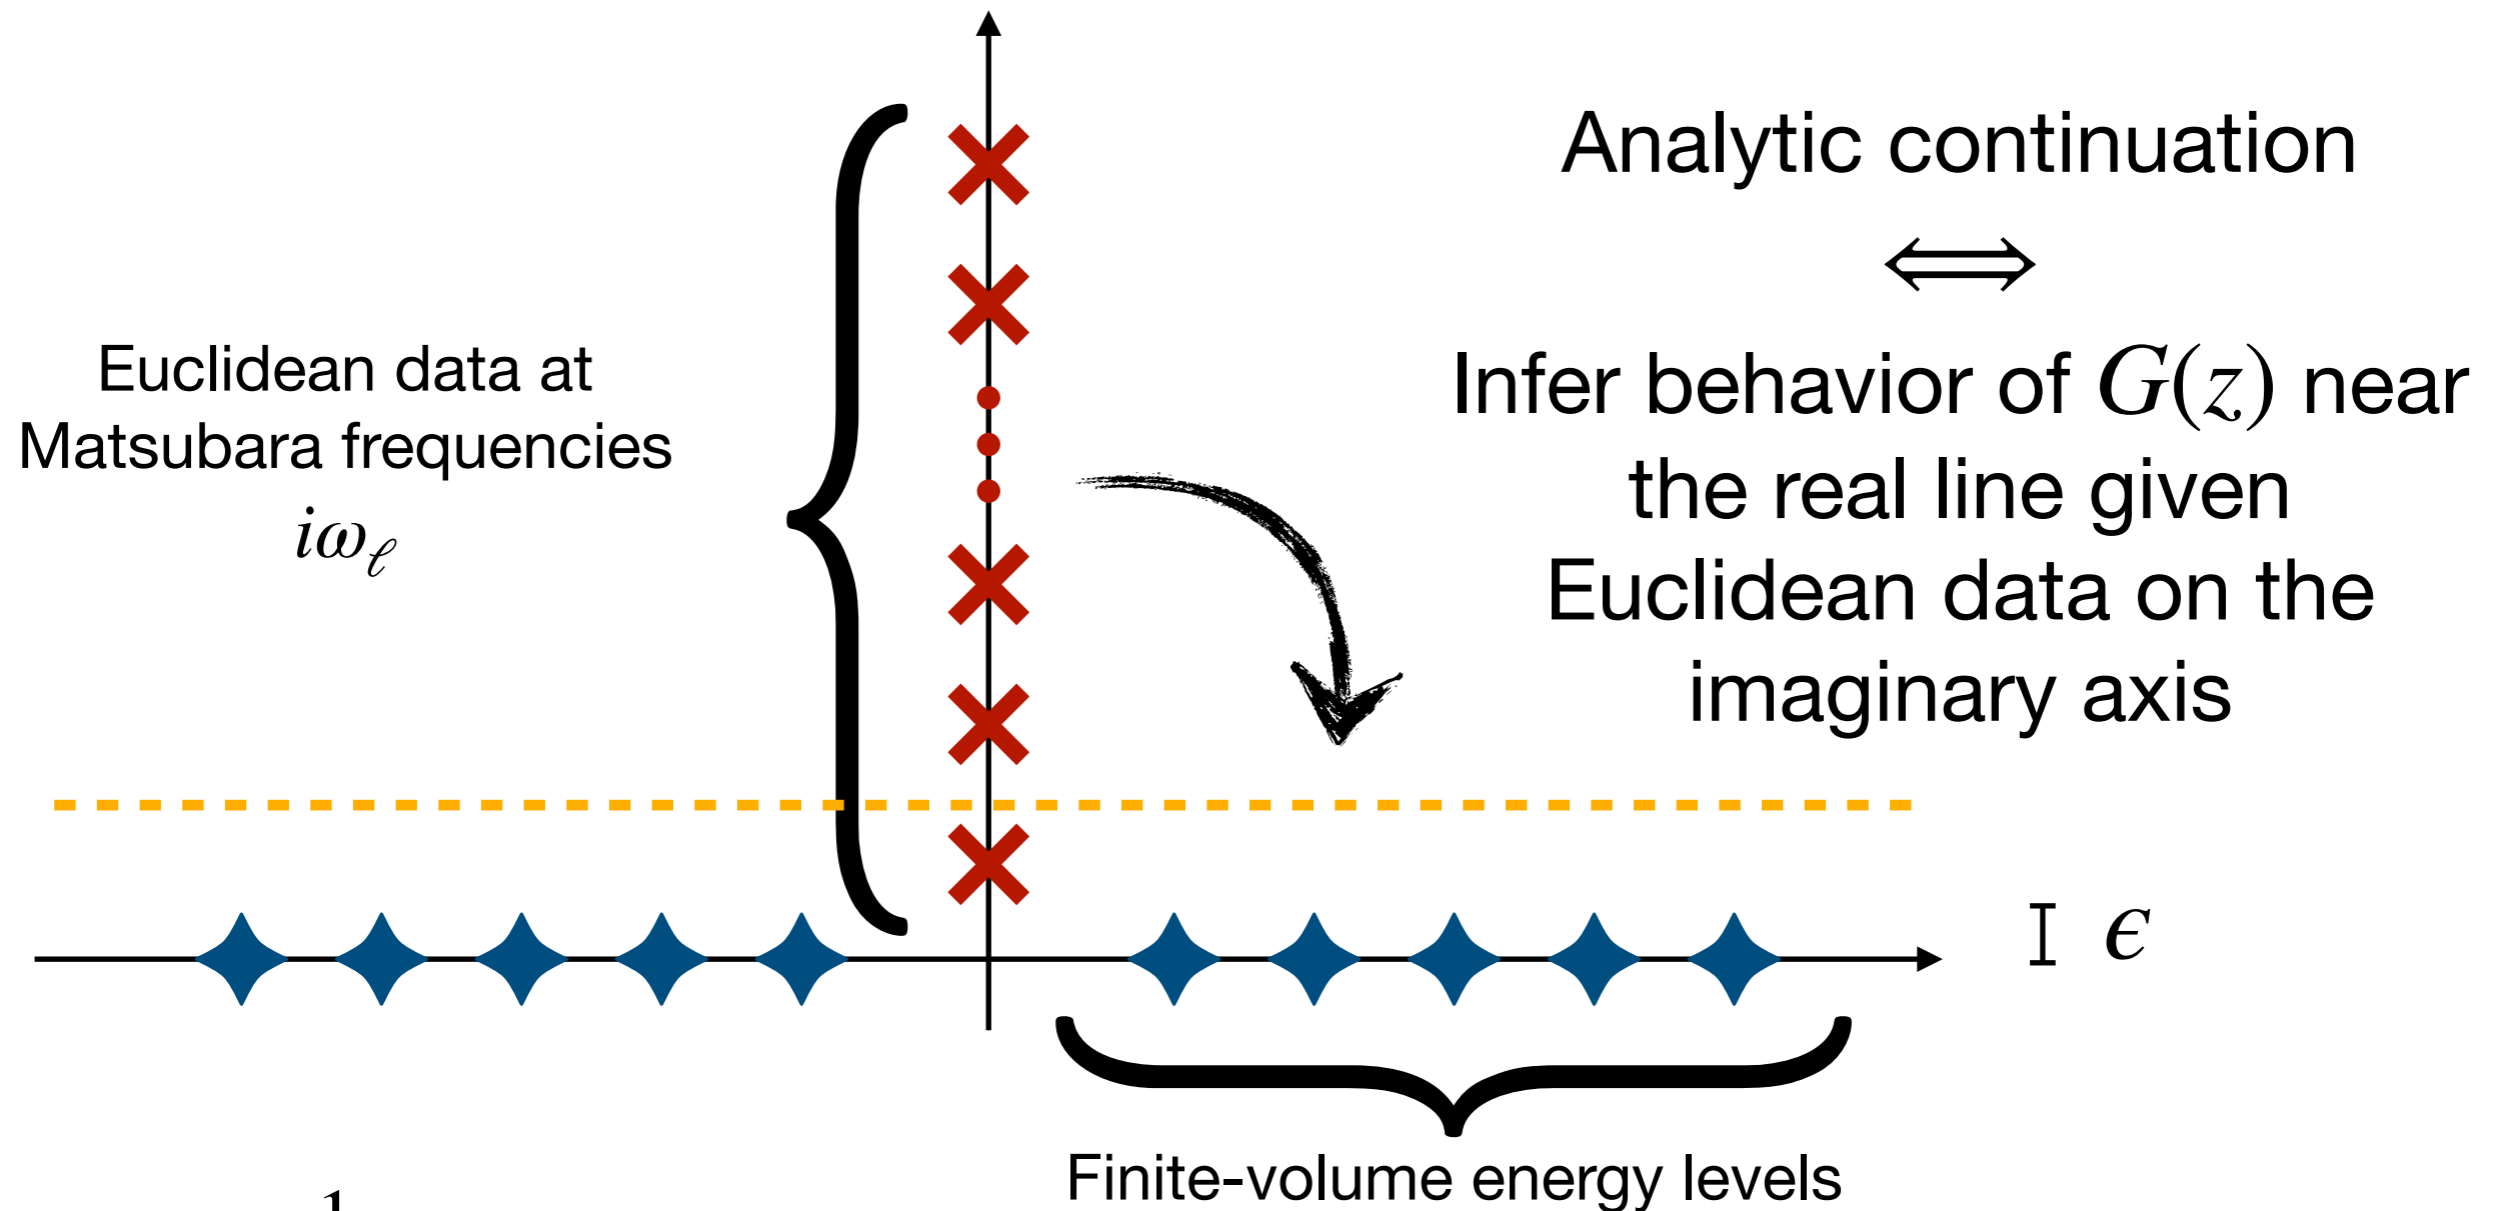 Analytic continuation
⟺
Infer behavior of G(z) near
the real line given
Euclidean data on the
imaginary axis
Euclidean data at
Matsubara frequencies
iω_ℓ
ϵ
Finite-volume energy levels